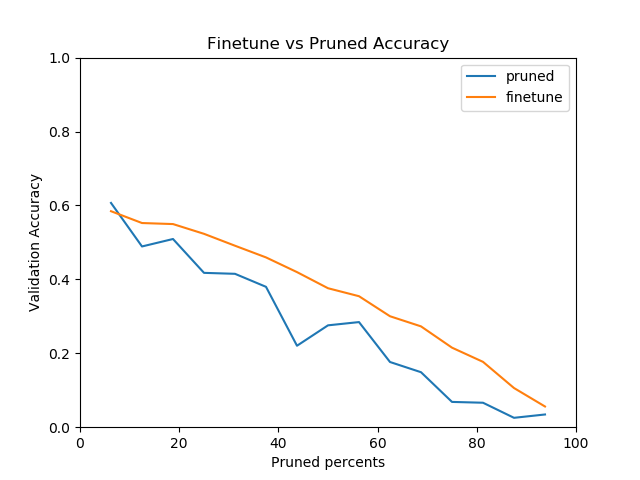 Finetune vs Pruned Accuracy
pruned
finetune
Validation Accuracy
1.0
0.8
0.6
0.4
0.2
0.0
0 20 40 60 80 100
Pruned percents